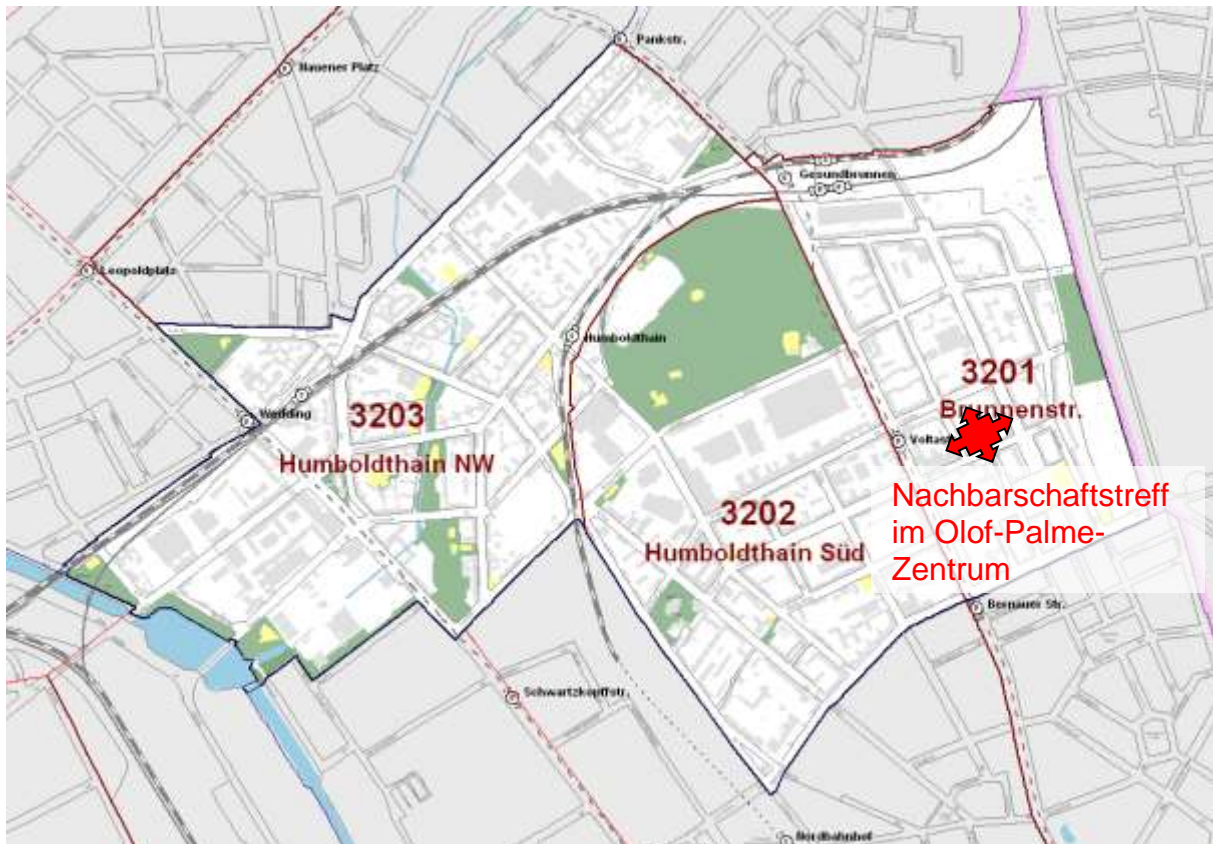 Pankstr.
Nauener Platz
Gesundbrunnen
Leopoldplatz
Humboldthain
3201
Brunnenstr.
Wedding
3203
Humboldthain NW
Nachbarschaftstreff
im Olof-Palme-
Zentrum
3202
Humboldthain Süd
Bernauer Str.
Schwartzkopffstr.
Nordbahnhof